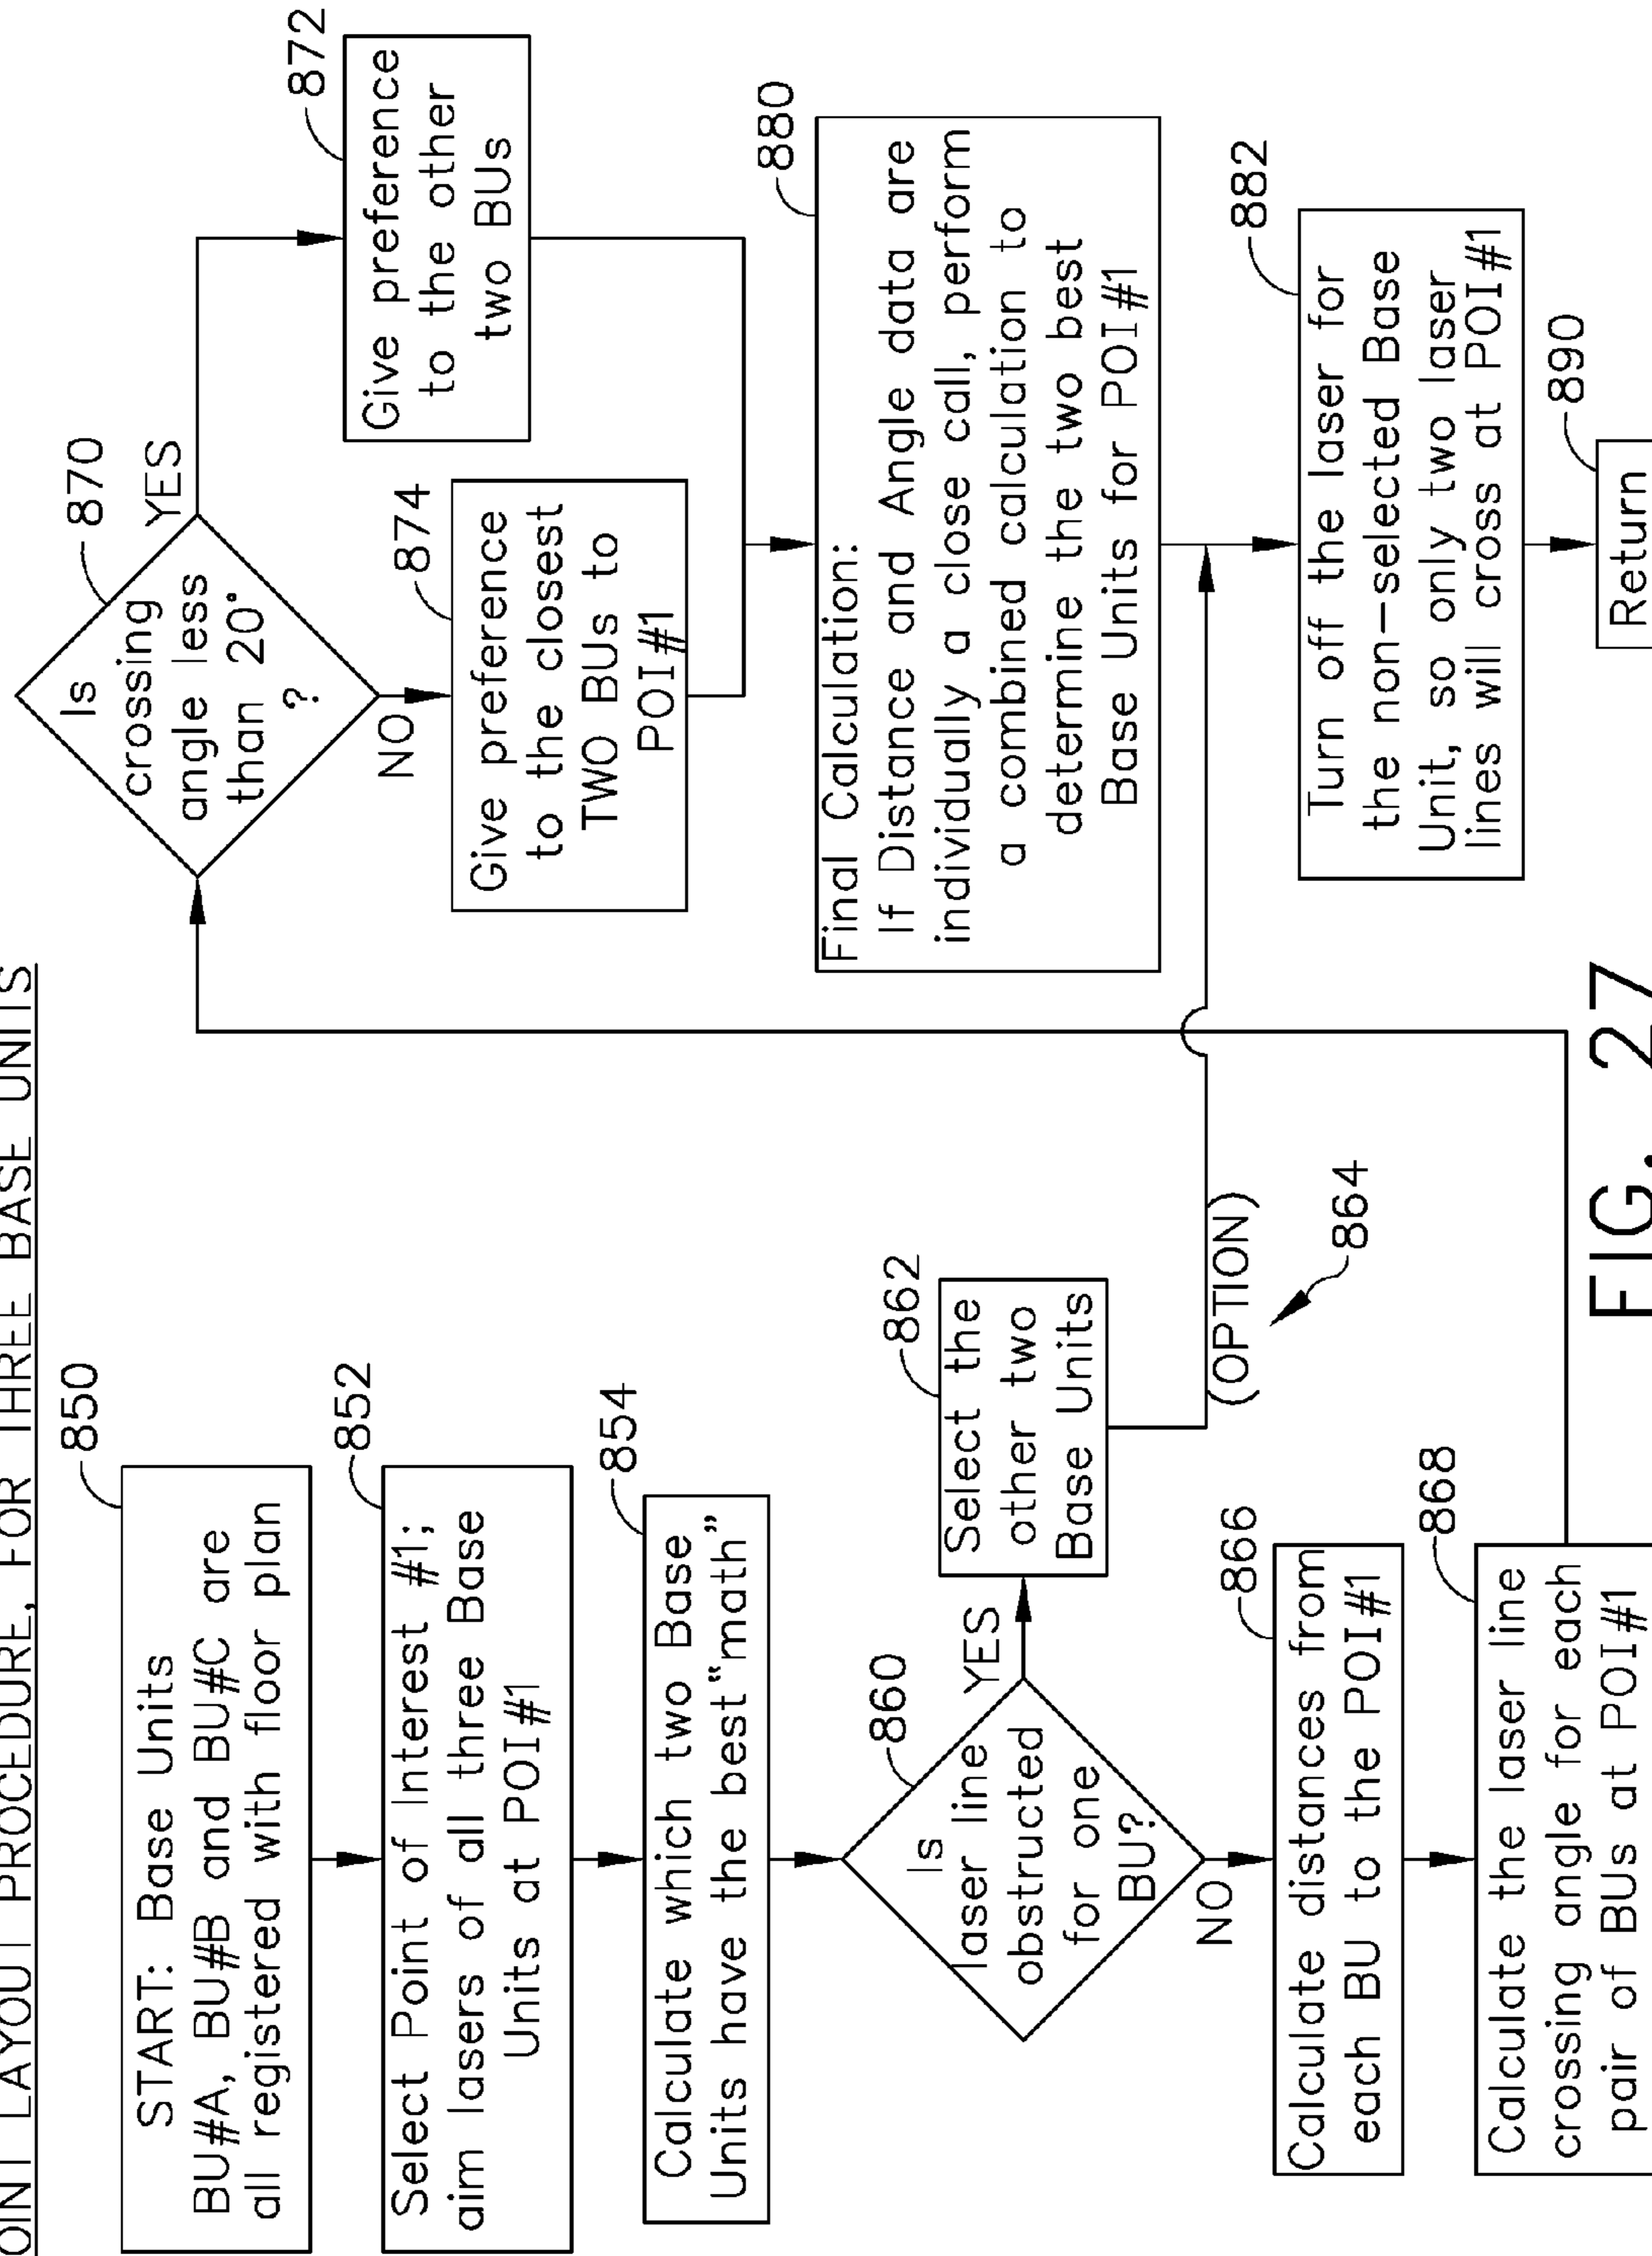 OINT LAYOUT PROCEDURE, FOR THREE BASE UNITS
850
START: Base Units
BU#A, BU#B and BU#C are
all registered with floor plan
852
Select Point of Interest #1;
aim lasers of all three Base
Units at POI#1
854
Calculate which two Base
Units have the best "math"
860
Is
laser line
obstructed
for one
BU?
YES
NO
862
Select the
other two
Base Units
(OPTION)
864
866
Calculate distances from
each BU to the POI#1
868
Calculate the laser line
crossing angle for each
pair of BUs at POI#1
870
Is
crossing
angle less
than 20°
?
YES
NO
872
Give preference
to the other
two BUs
874
Give preference
to the closest
TWO BUs to
POI#1
880
Final Calculation:
If Distance and Angle data are
individually a close call, perform
a combined calculation to
determine the two best
Base Units for POI#1
882
Turn off the laser for
the non-selected Base
Unit, so only two laser
lines will cross at POI#1
890
Return
FIG. 27